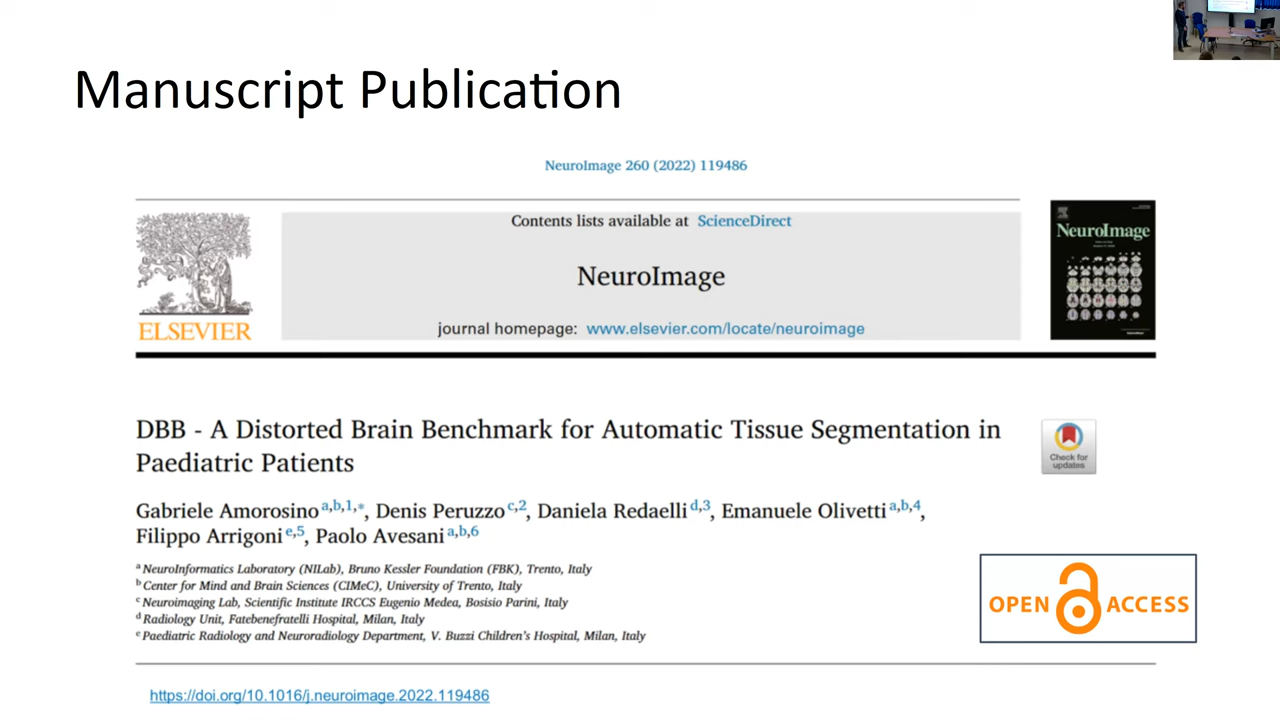 Manuscript Publication
NeuroImage 260 (2022) 119486
Contents lists available at ScienceDirect
NeuroImage
journal homepage: www.elsevier.com/locate/neuroimage
ELSEVIER
NeuroImage
DBB - A Distorted Brain Benchmark for Automatic Tissue Segmentation in
Paediatric Patients
Check for
updates
Gabriele Amorosino a,b,1,*, Denis Peruzzo c,2, Daniela Redaelli d,3, Emanuele Olivetti a,b,4,
Filippo Arrigoni e,5, Paolo Avesani a,b,6
a NeuroInformatics Laboratory (NILab), Bruno Kessler Foundation (FBK), Trento, Italy
b Center for Mind and Brain Sciences (CIMeC), University of Trento, Italy
c Neuroimaging Lab, Scientific Institute IRCCS Eugenio Medea, Bosisio Parini, Italy
d Radiology Unit, Fatebenefratelli Hospital, Milan, Italy
e Paediatric Radiology and Neuroradiology Department, V. Buzzi Children's Hospital, Milan, Italy
OPEN ACCESS
https://doi.org/10.1016/j.neuroimage.2022.119486